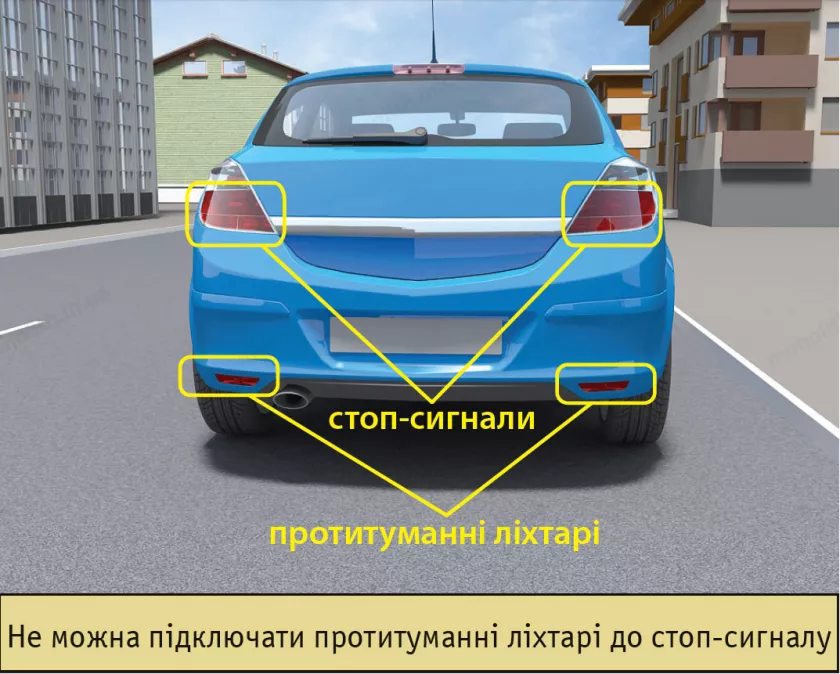 стоп-сигнали
протитуманні ліхтарі
Не можна підключати протитуманні ліхтарі до стоп-сигналу